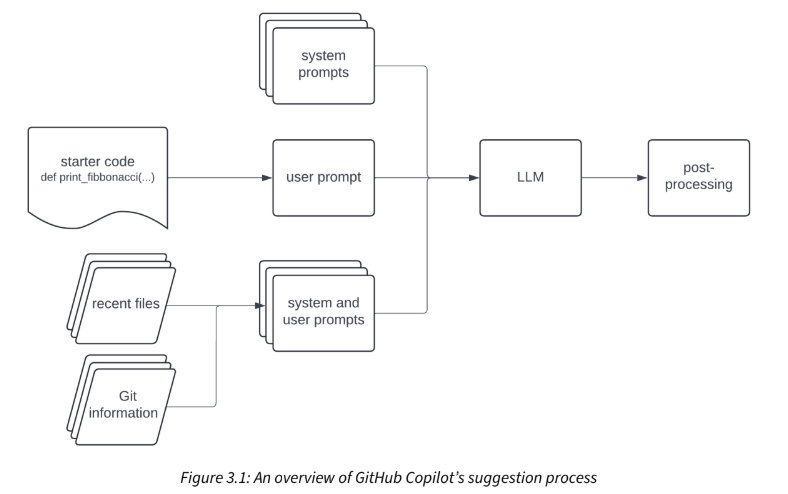 system
prompts
starter code
def print_fibbonacci(...)
user prompt
LLM
post-
processing
recent files
system and
user prompts
Git
information
Figure 3.1: An overview of GitHub Copilot’s suggestion process